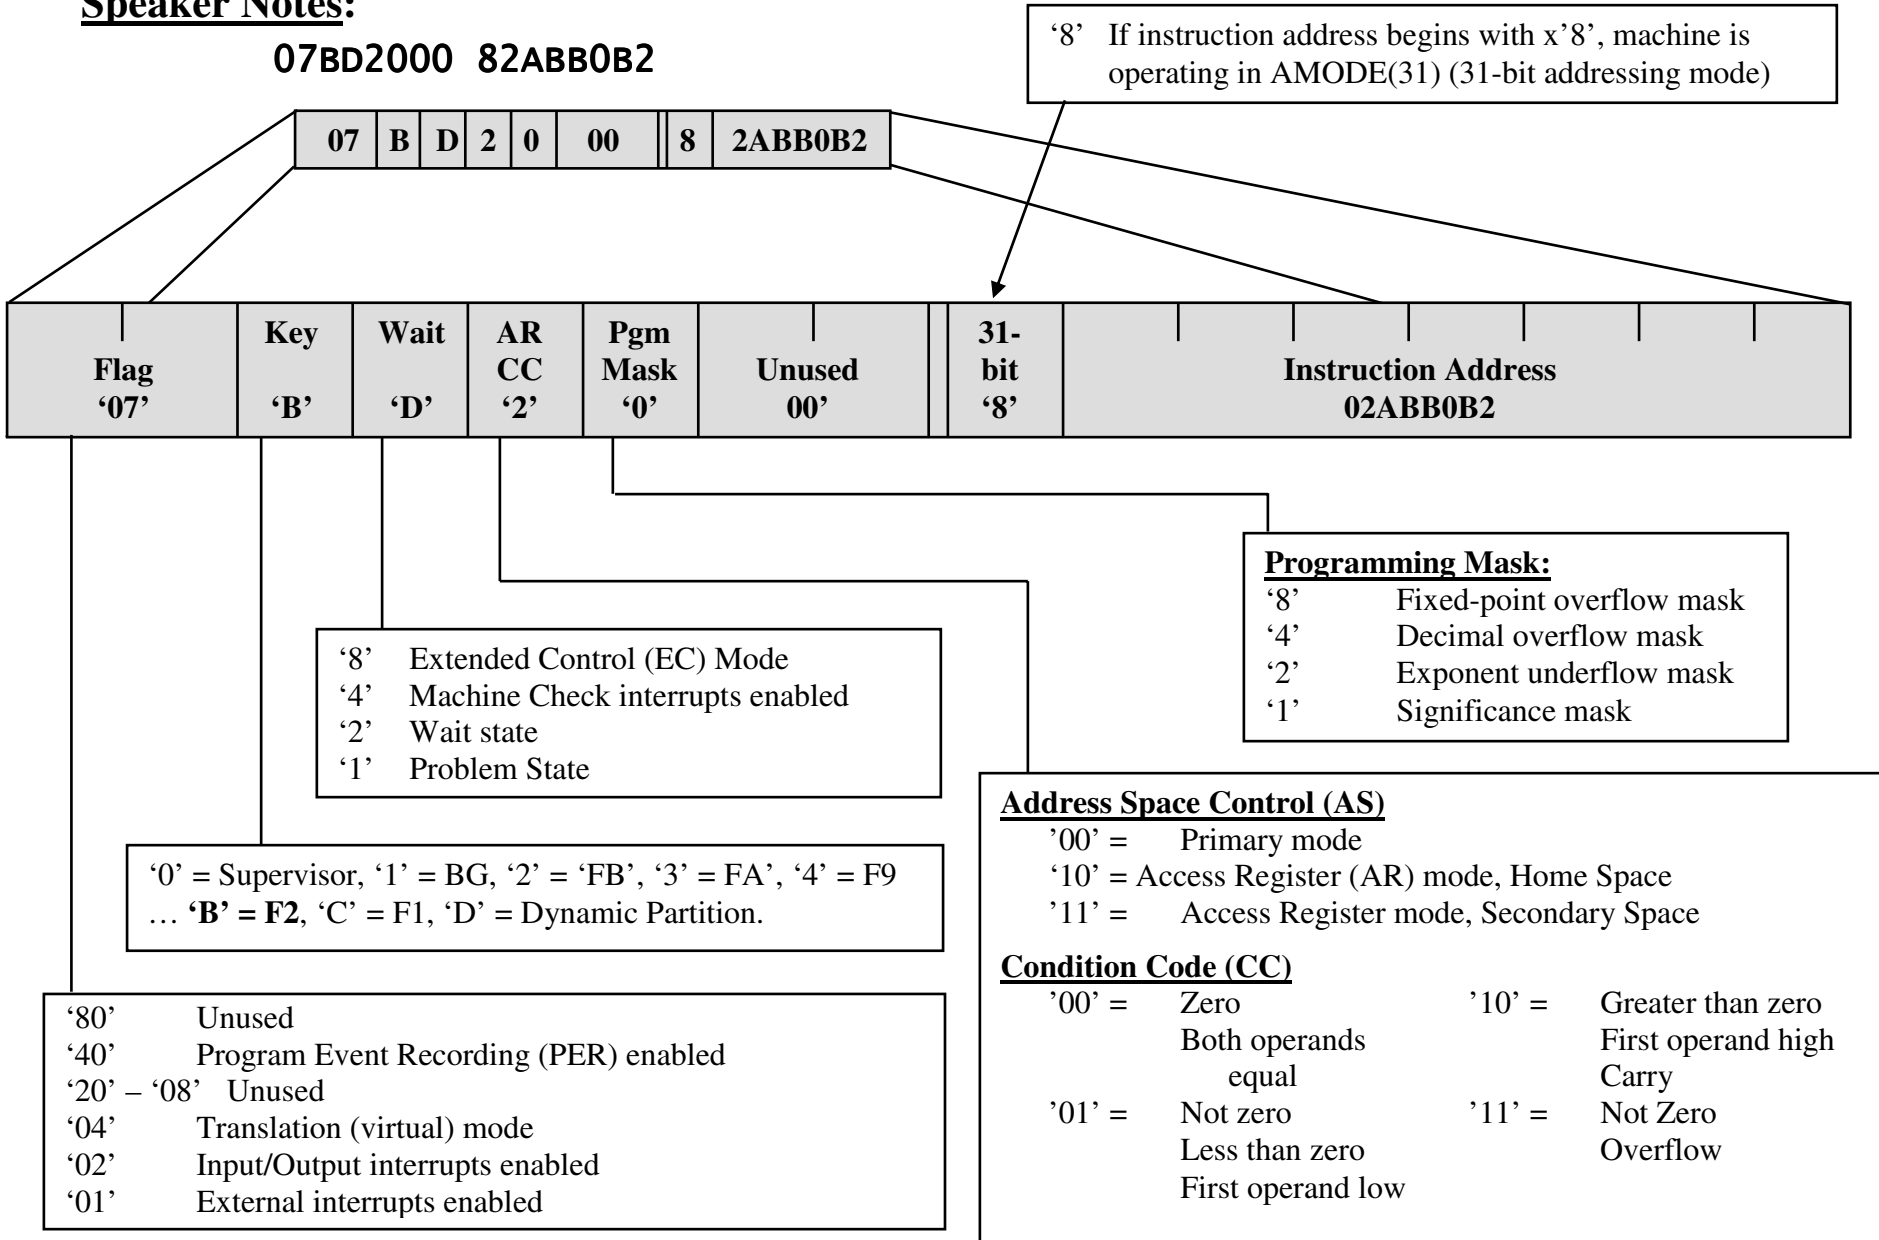 Speaker Notes:
07BD2000 82ABB0B2
‘8’ If instruction address begins with x’8’, machine is
operating in AMODE(31) (31-bit addressing mode)
07 B D 2 0 00 8 2ABB0B2
Flag
‘07’
Key
‘B’
Wait
‘D’
AR
CC
‘2’
Pgm
Mask
‘0’
Unused
00’
31-
bit
‘8’
Instruction Address
02ABB0B2
Programming Mask:
‘8’ Fixed-point overflow mask
‘4’ Decimal overflow mask
‘2’ Exponent underflow mask
‘1’ Significance mask
‘8’ Extended Control (EC) Mode
‘4’ Machine Check interrupts enabled
‘2’ Wait state
‘1’ Problem State
Address Space Control (AS)
’00’ = Primary mode
‘10’ = Access Register (AR) mode, Home Space
’11’ = Access Register mode, Secondary Space
Condition Code (CC)
’00’ = Zero ’10’ = Greater than zero
Both operands First operand high
equal Carry
’01’ = Not zero ’11’ = Not Zero
Less than zero Overflow
First operand low
‘0’ = Supervisor, ‘1’ = BG, ‘2’ = ‘FB’, ‘3’ = FA’, ‘4’ = F9
… ‘B’ = F2, ‘C’ = F1, ‘D’ = Dynamic Partition.
‘80’ Unused
‘40’ Program Event Recording (PER) enabled
‘20’ – ‘08’ Unused
‘04’ Translation (virtual) mode
‘02’ Input/Output interrupts enabled
‘01’ External interrupts enabled